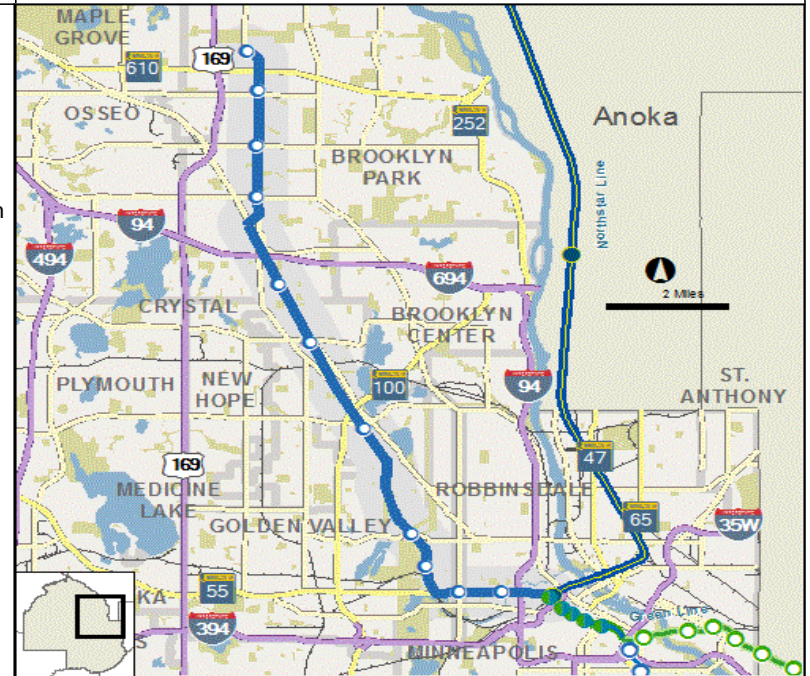 MAPLE
GROVE
169
610
OSSEO
252
Anoka
BROOKLYN
PARK
Northstar Line
n
94
494
694
2 Miles
CRYSTAL
BROOKLYN
CENTER
PLYMOUTH
NEW
HOPE
100
94
ST.
ANTHONY
169
47
MEDICINE
LAKE
ROBBINSDALE
65
35W
GOLDEN VALLEY
KA
55
Green Line
394
S
MINNEAPOLIS